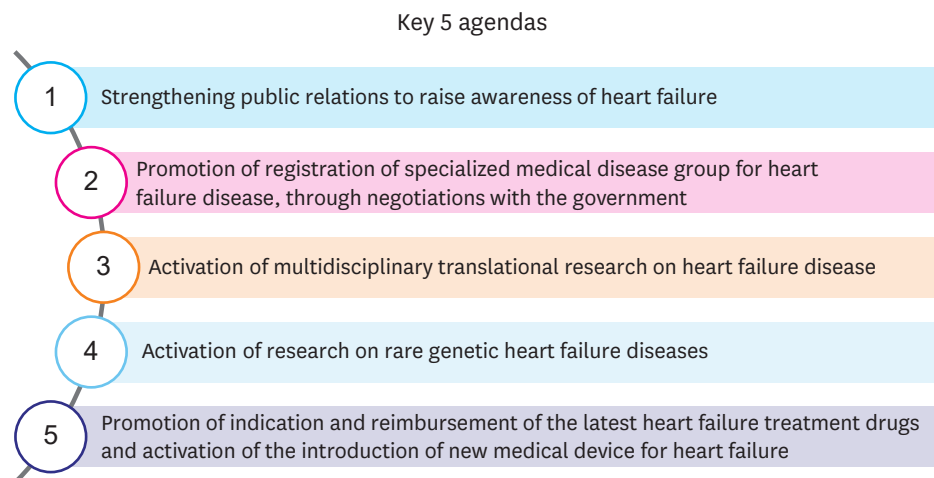 Key 5 agendas
1
Strengthening public relations to raise awareness of heart failure
2
Promotion of registration of specialized medical disease group for heart
failure disease, through negotiations with the government
3
Activation of multidisciplinary translational research on heart failure disease
4
Activation of research on rare genetic heart failure diseases
5
Promotion of indication and reimbursement of the latest heart failure treatment drugs
and activation of the introduction of new medical device for heart failure